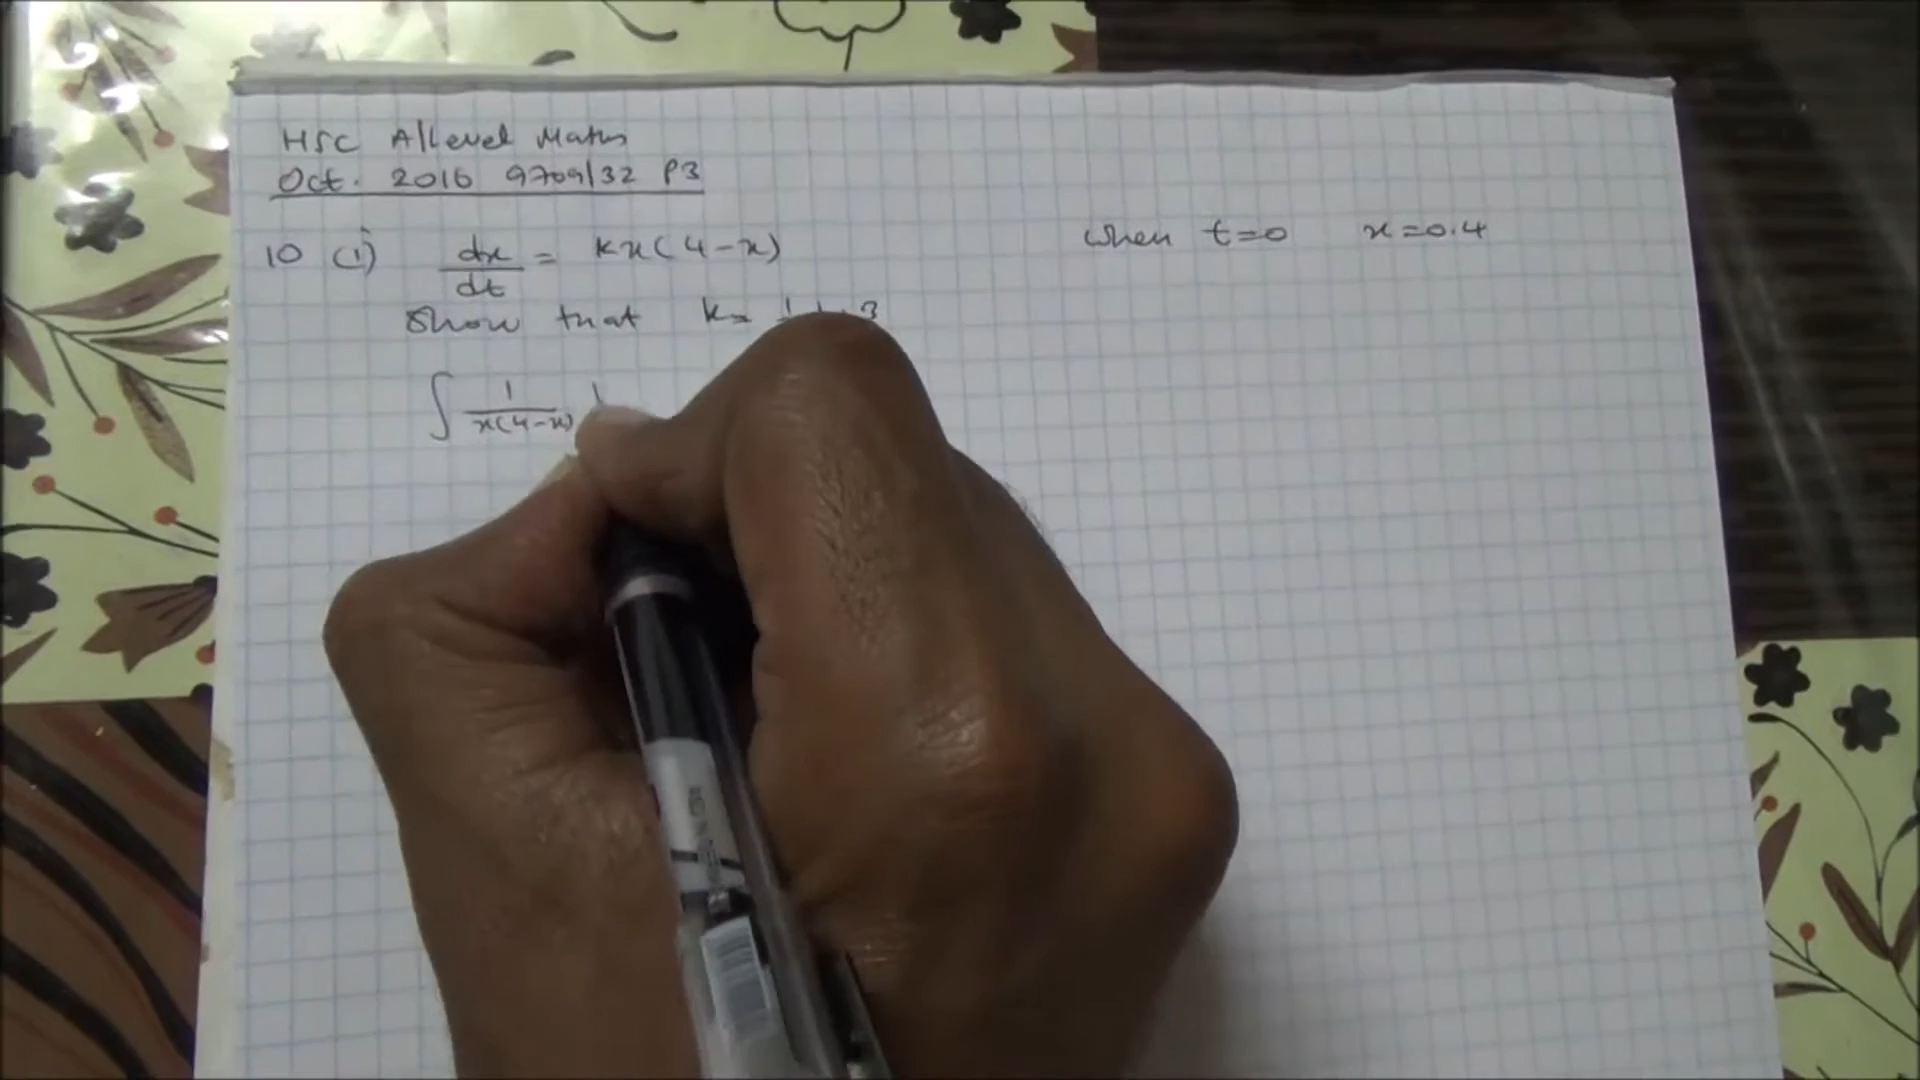 HSC A/Level Maths
Oct. 2016 9709/32 P3
10 (i) dx/dt = kx(4-x) when t=0 x=0.4
Show that k= 3
∫ 1/x(4-x)